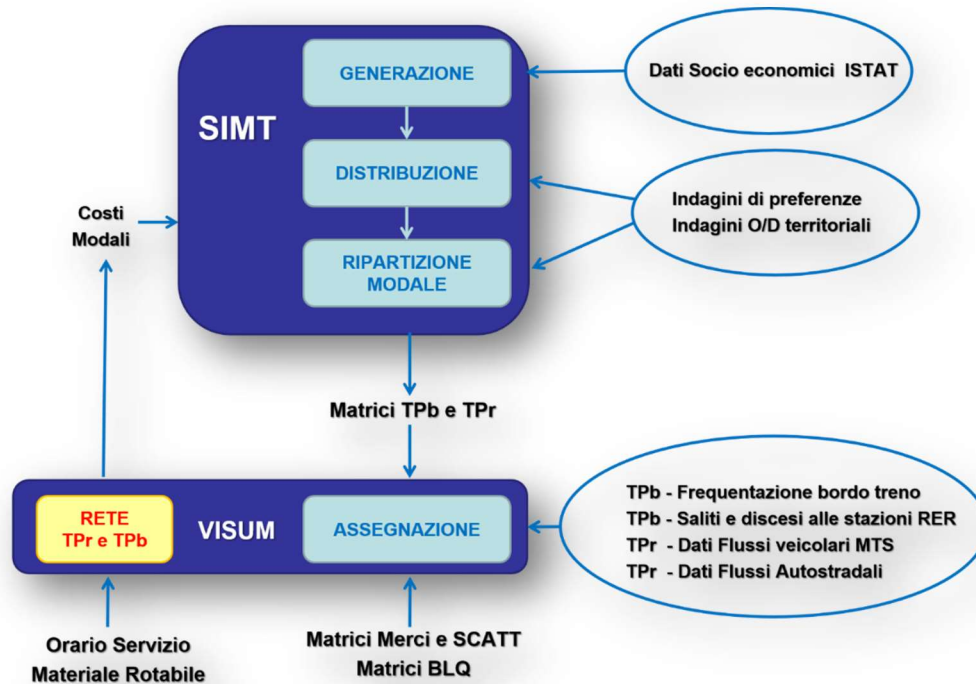 GENERAZIONE
Dati Socio economici ISTAT
SIMT
DISTRIBUZIONE
Indagini di preferenze
Indagini O/D territoriali
Costi
Modali
RIPARTIZIONE
MODALE
Matrici TPb e TPr
RETE
TPr e TPb
VISUM
ASSEGNAZIONE
TPb - Frequentazione bordo treno
TPb - Saliti e discesi alle stazioni RER
TPr - Dati Flussi veicolari MTS
TPr - Dati Flussi Autostradali
Orario Servizio
Materiale Rotabile
Matrici Merci e SCATT
Matrici BLQ